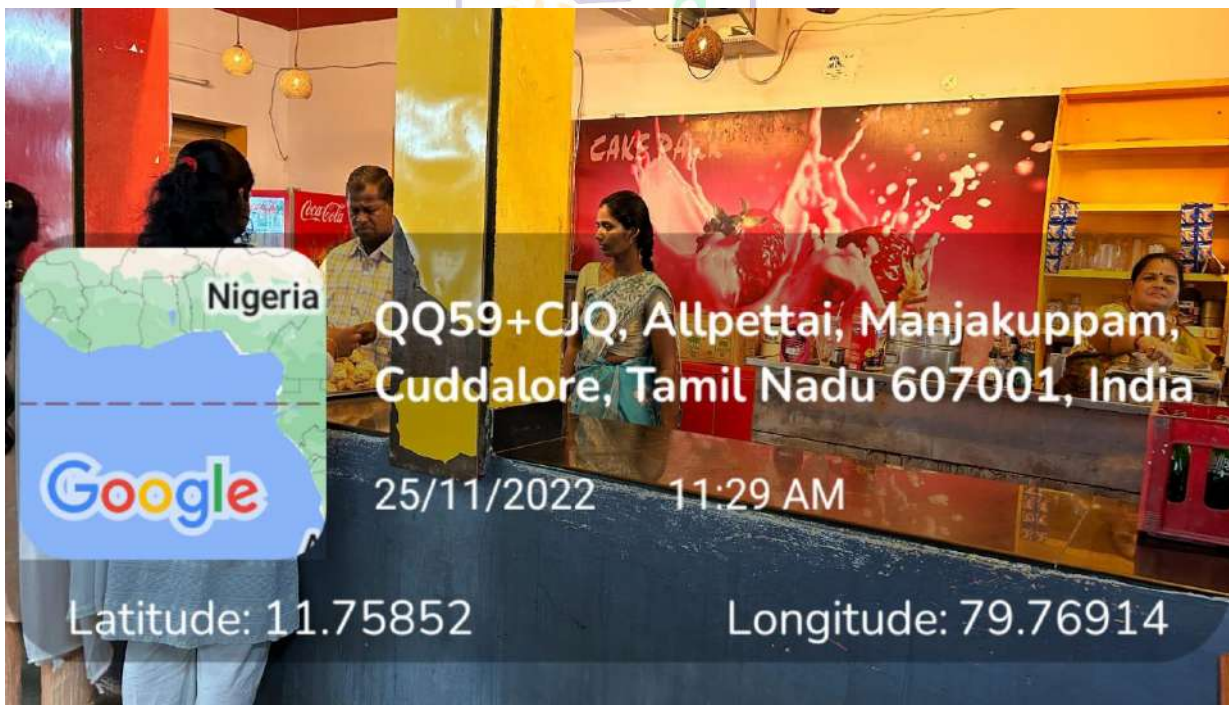 CAKE PARK
Coca-Cola
Nigeria
QQ59+CJQ, Allpettai, Manjakuppam,
Cuddalore, Tamil Nadu 607001, India
Google
25/11/2022 11:29 AM
Latitude: 11.75852
Longitude: 79.76914